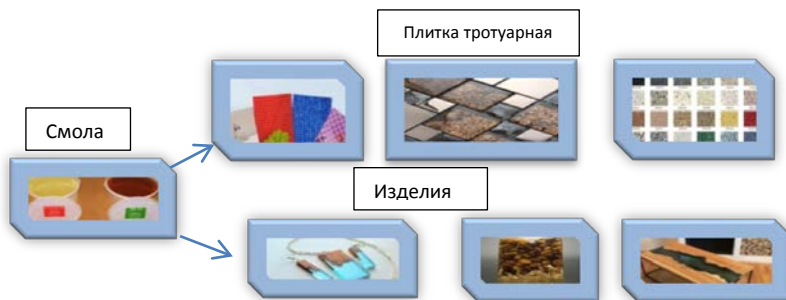 Плитка тротуарная
Смола
Изделия